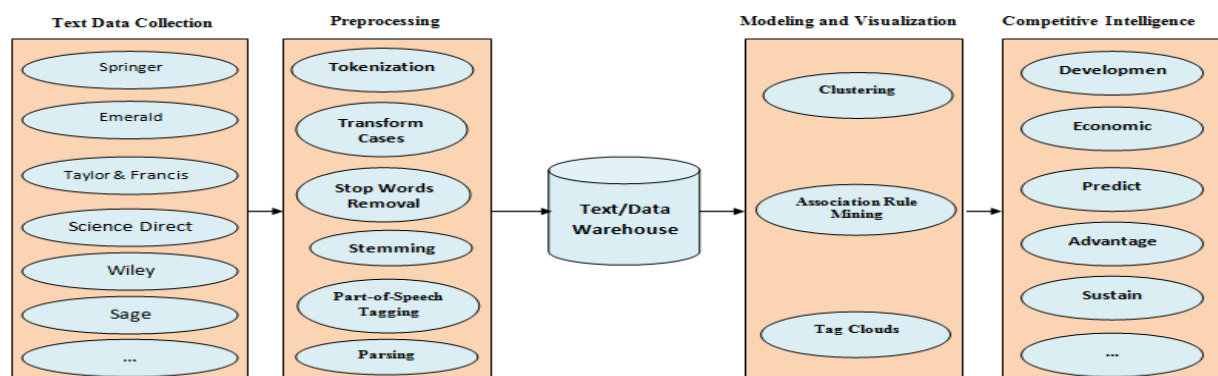 Text Data Collection
Springer
Emerald
Taylor & Francis
Science Direct
Wiley
Sage
...
Preprocessing
Tokenization
Transform
Cases
Stop Words
Removal
Stemming
Part-of-Speech
Tagging
Parsing
Text/Data
Warehouse
Modeling and Visualization
Clustering
Association Rule
Mining
Tag Clouds
Competitive Intelligence
Developmen
Economic
Predict
Advantage
Sustain
...